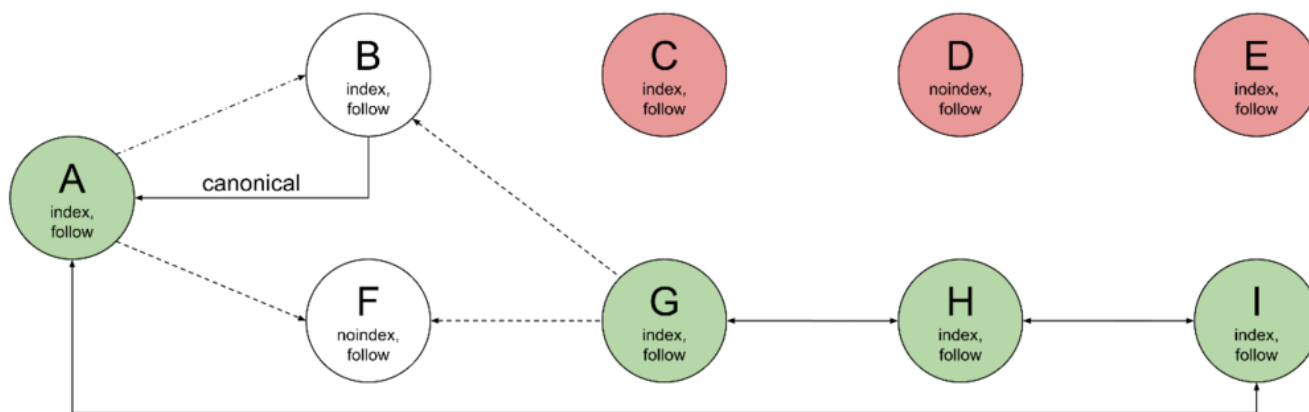 B
index,
follow
C
index,
follow
D
noindex,
follow
E
index,
follow
A
index,
follow
canonical
F
noindex,
follow
G
index,
follow
H
index,
follow
I
index,
follow